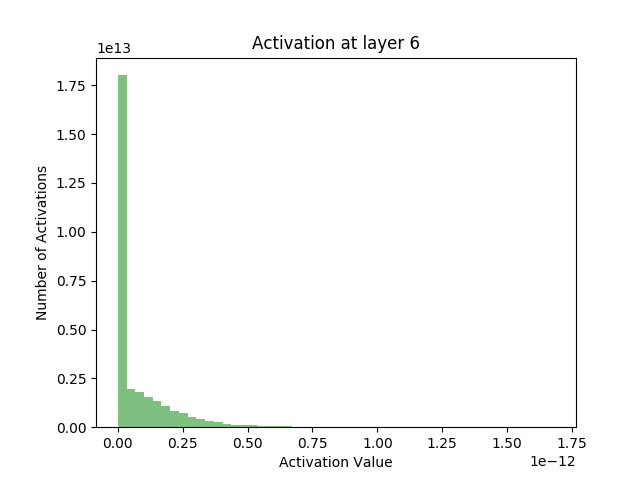 Activation at layer 6
1e13
1.75
1.50
1.25
1.00
0.75
0.50
0.25
0.00
Number of Activations
0.00 0.25 0.50 0.75 1.00 1.25 1.50 1.75
Activation Value
1e−12